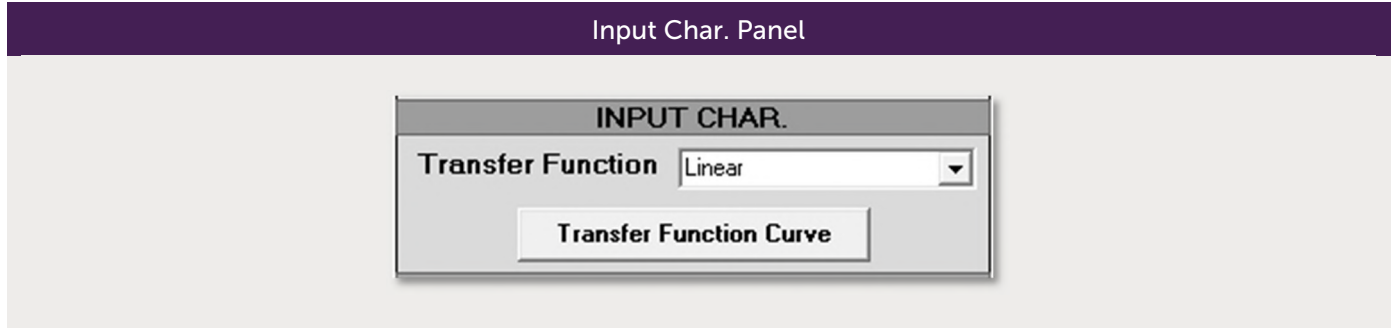 Input Char. Panel
INPUT CHAR.
Transfer Function Linear
Transfer Function Curve